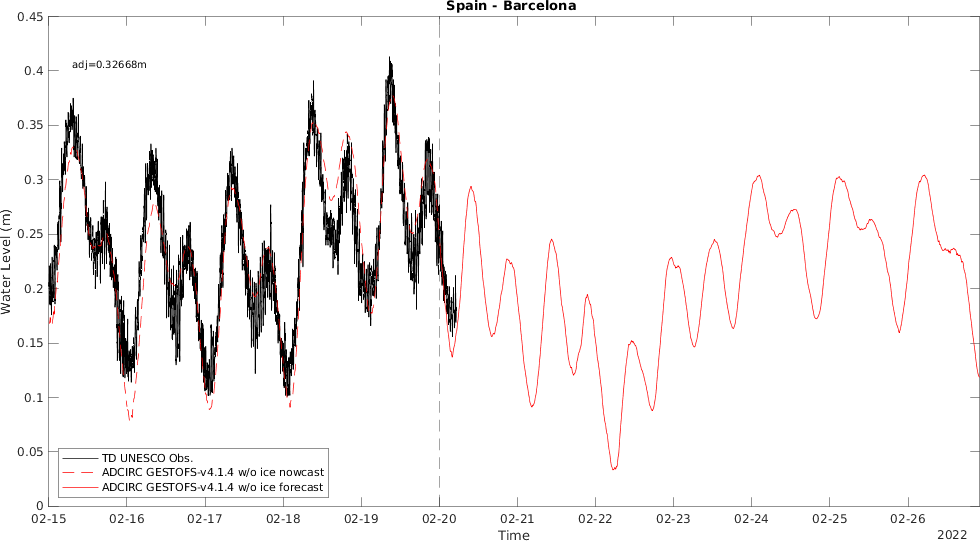 Spain - Barcelona
0.45
0.4
0.35
0.3
0.25
0.2
0.15
0.1
0.05
0
Water Level (m)
adj=0.32668m
TD UNESCO Obs.
ADCIRC GESTOFS-v4.1.4 w/o ice nowcast
ADCIRC GESTOFS-v4.1.4 w/o ice forecast
02-15 02-16 02-17 02-18 02-19 02-20 02-21 02-22 02-23 02-24 02-25 02-26
Time
2022